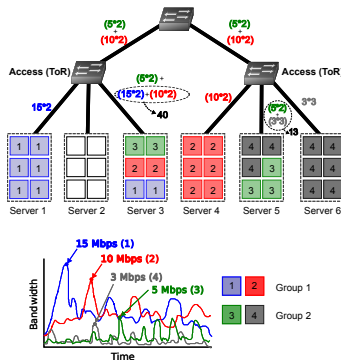 (5*2)
+
(10*2)
(5*2)
+
(10*2)
Access (ToR)
Access (ToR)
15*2
(5*2) +
(15*2)-(10*2)
40
(10*2)
(5*2)
+
(3*3)
13
3*3
1 1 3 3 2 2 4 4 4 4
1 1 2 2 2 2 4 3 4 4
1 1 1 1 2 2 3 3 4 4
Server 1 Server 2 Server 3 Server 4 Server 5 Server 6
15 Mbps (1)
10 Mbps (2)
3 Mbps (4)
5 Mbps (3)
Bandwidth
Time
1 2 Group 1
3 4 Group 2